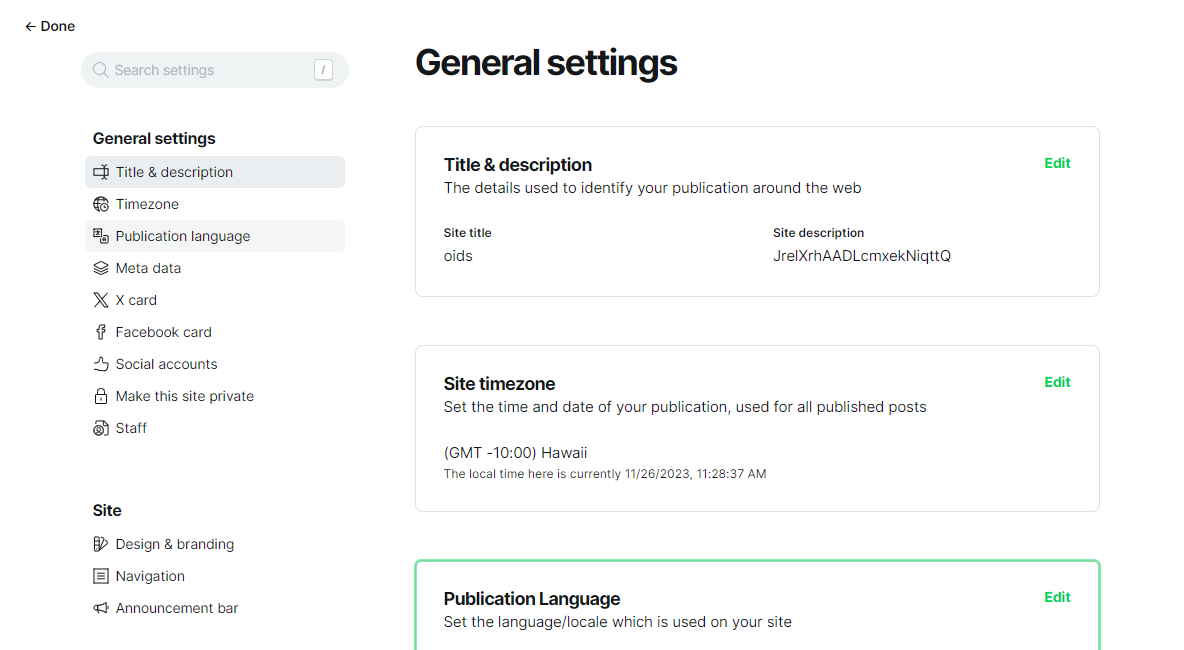 ← Done
Search settings /
General settings
Title & description
Timezone
Publication language
Meta data
X card
Facebook card
Social accounts
Make this site private
Staff
Site
Design & branding
Navigation
Announcement bar
General settings
Title & description Edit
The details used to identify your publication around the web
Site title Site description
oids JrelXrhAADLcmxekNiqttQ
Site timezone Edit
Set the time and date of your publication, used for all published posts
(GMT -10:00) Hawaii
The local time here is currently 11/26/2023, 11:28:37 AM
Publication Language Edit
Set the language/locale which is used on your site